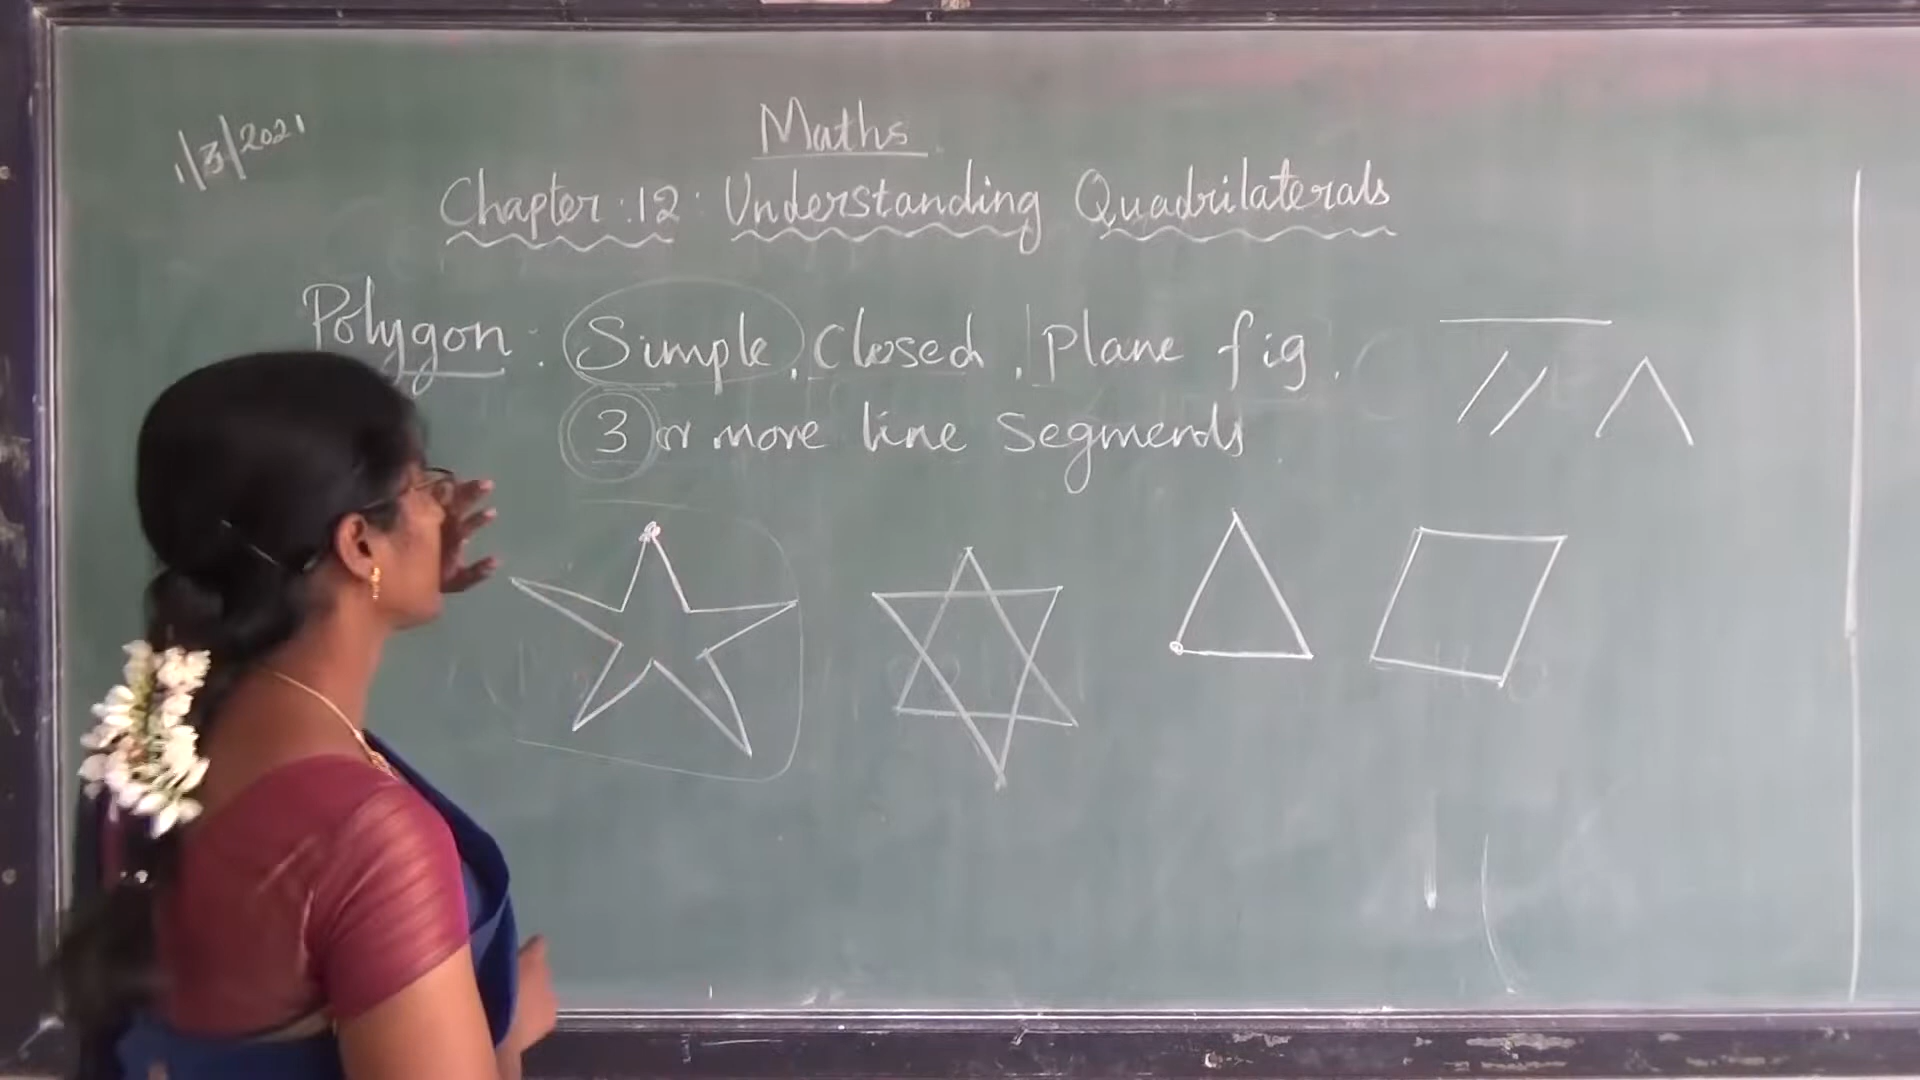 1/3/2021
Maths
Chapter:12: Understanding Quadrilaterals
Polygon: Simple, Closed, Plane fig.
3 or more line Segments